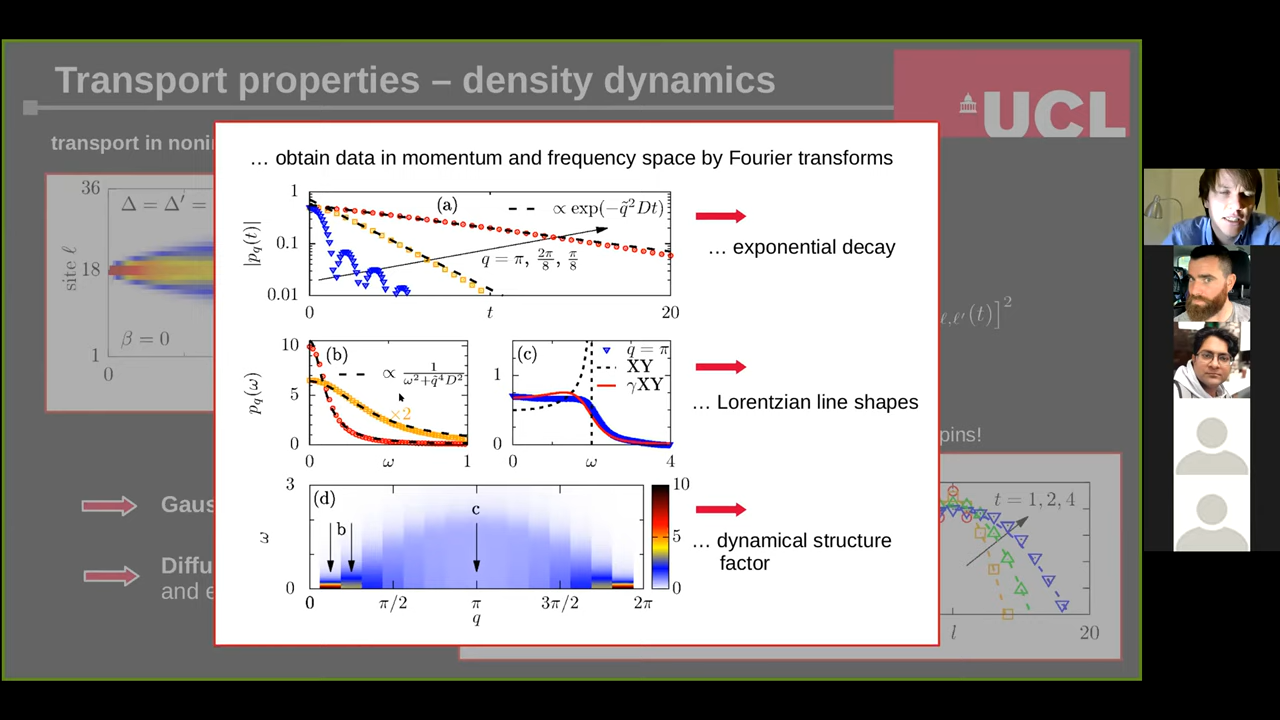 Transport properties – density dynamics
UCL
transport in noni
… obtain data in momentum and frequency space by Fourier transforms
36
Δ = Δ′ =
site ℓ
18
β = 0
1
0
1
(a)
∝ exp(−q̃²Dt)
|p_q(t)|
0.1
q = π, 2π/8, π/8
0.01
0
t
20
… exponential decay
ℓ,ℓ′(t)]²
10
(b)
∝ 1/(ω²+q̃⁴D²)
p_q(ω)
5
×2
0
0
ω
1
(c)
q = π
XY
γXY
1
0
0
ω
4
… Lorentzian line shapes
pins!
3
(d)
b
c
ω
0
0
π/2
π
3π/2
2π
q
10
5
0
… dynamical structure
factor
Gaus
Diffu
and e
t = 1, 2, 4
l
20